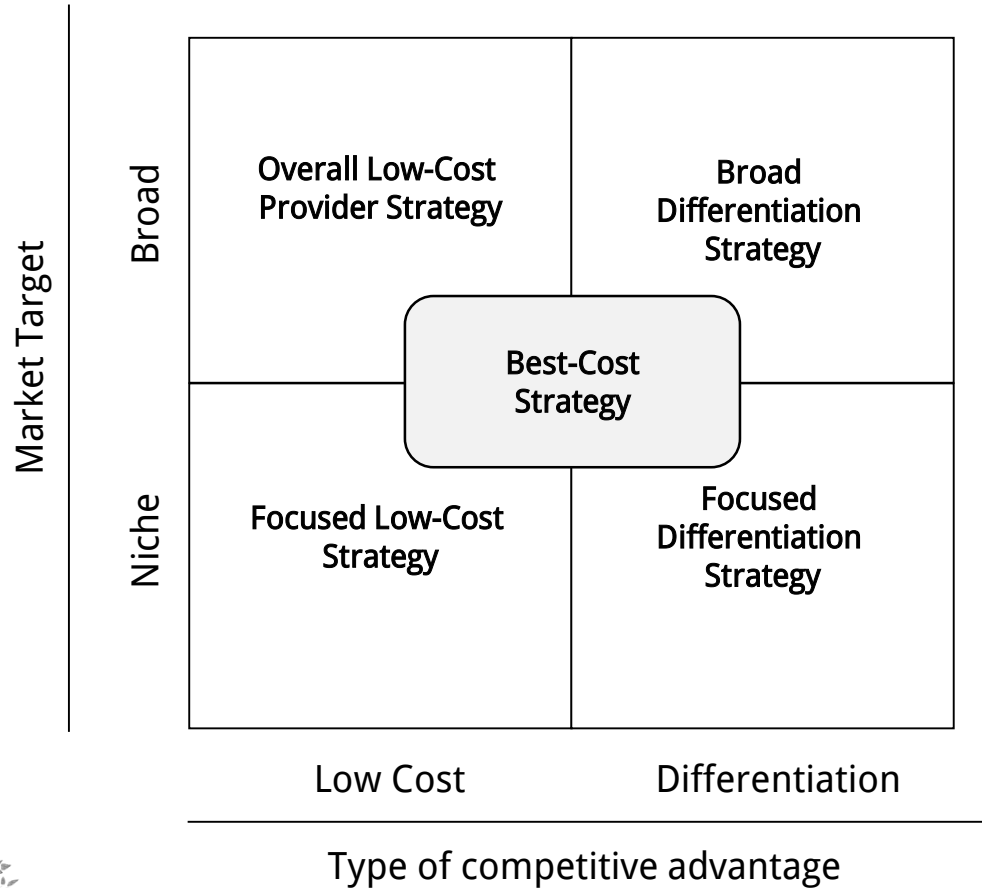 Market Target
Broad
Overall Low-Cost
Provider Strategy
Broad
Differentiation
Strategy
Best-Cost
Strategy
Niche
Focused Low-Cost
Strategy
Focused
Differentiation
Strategy
Low Cost
Differentiation
Type of competitive advantage